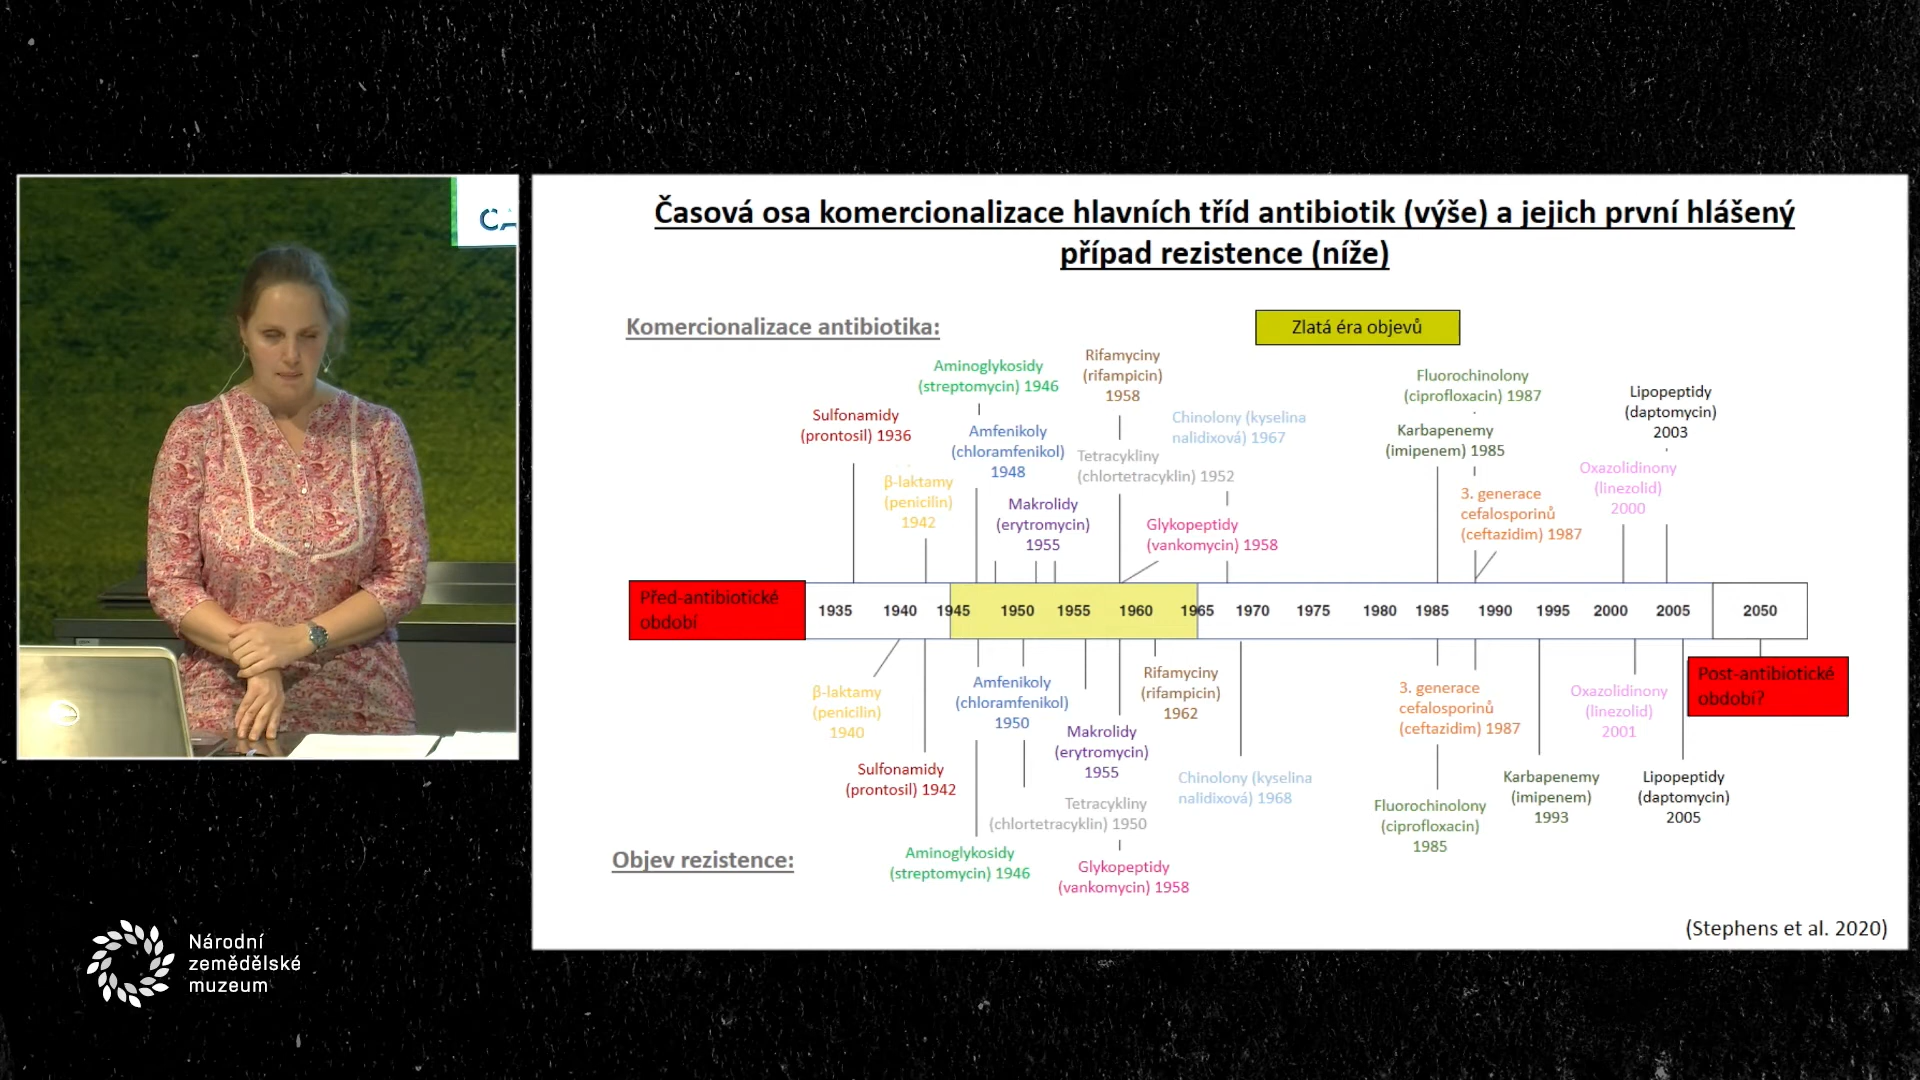 CA
Časová osa komercionalizace hlavních tříd antibiotik (výše) a jejich první hlášený
případ rezistence (níže)
Komercionalizace antibiotika:
Zlatá éra objevů
Sulfonamidy
(prontosil) 1936
β-laktamy
(penicilin)
1942
Aminoglykosidy
(streptomycin) 1946
Amfenikoly
(chloramfenikol)
1948
Makrolidy
(erytromycin)
1955
Rifamyciny
(rifampicin)
1958
Tetracykliny
(chlortetracyklin) 1952
Chinolony (kyselina
nalidixová) 1967
Glykopeptidy
(vankomycin) 1958
Fluorochinolony
(ciprofloxacin) 1987
Karbapenemy
(imipenem) 1985
3. generace
cefalosporinů
(ceftazidim) 1987
Lipopeptidy
(daptomycin)
2003
Oxazolidinony
(linezolid)
2000
Před-antibiotické
období
1935 1940 1945 1950 1955 1960 1965 1970 1975 1980 1985 1990 1995 2000 2005 2050
Post-antibiotické
období?
β-laktamy
(penicilin)
1940
Sulfonamidy
(prontosil) 1942
Amfenikoly
(chloramfenikol)
1950
Makrolidy
(erytromycin)
1955
Rifamyciny
(rifampicin)
1962
Tetracykliny
(chlortetracyklin) 1950
Aminoglykosidy
(streptomycin) 1946
Glykopeptidy
(vankomycin) 1958
Chinolony (kyselina
nalidixová) 1968
3. generace
cefalosporinů
(ceftazidim) 1987
Fluorochinolony
(ciprofloxacin)
1985
Karbapenemy
(imipenem)
1993
Oxazolidinony
(linezolid)
2001
Lipopeptidy
(daptomycin)
2005
Objev rezistence:
(Stephens et al. 2020)
Národní
zemědělské
muzeum